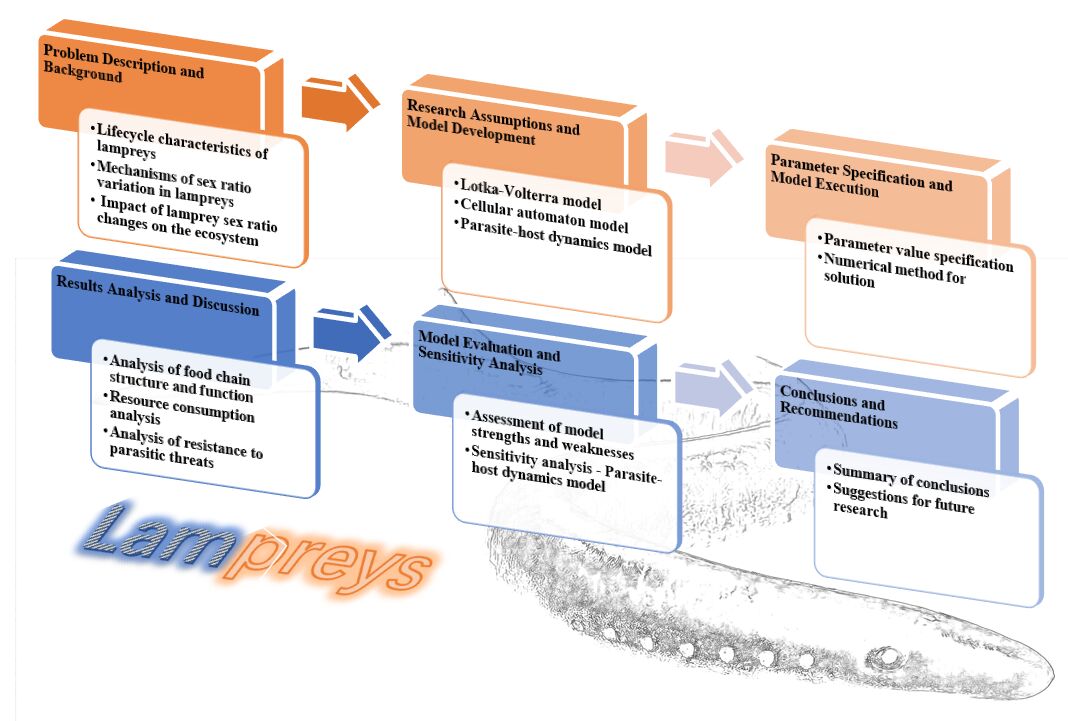 Problem Description and
Background
•Lifecycle characteristics of
lampreys
•Mechanisms of sex ratio
variation in lampreys
• Impact of lamprey sex ratio
changes on the ecosystem
Research Assumptions and
Model Development
•Lotka-Volterra model
•Cellular automaton model
•Parasite-host dynamics model
Parameter Specification and
Model Execution
•Parameter value specification
•Numerical method for
solution
Results Analysis and Discussion
•Analysis of food chain
structure and function
•Resource consumption
analysis
•Analysis of resistance to
parasitic threats
Model Evaluation and
Sensitivity Analysis
•Assessment of model
strengths and weaknesses
•Sensitivity analysis - Parasite-
host dynamics model
Conclusions and
Recommendations
•Summary of conclusions
•Suggestions for future
research
Lampreys